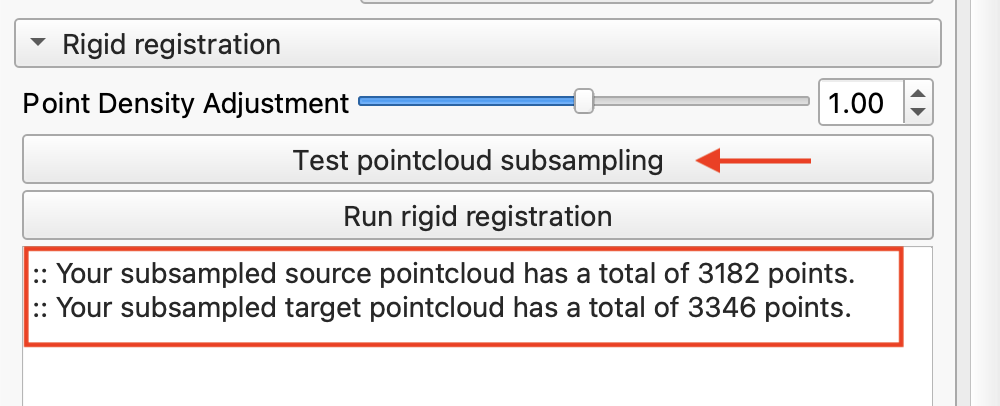 Rigid registration
Point Density Adjustment 1.00
Test pointcloud subsampling
Run rigid registration
:: Your subsampled source pointcloud has a total of 3182 points.
:: Your subsampled target pointcloud has a total of 3346 points.